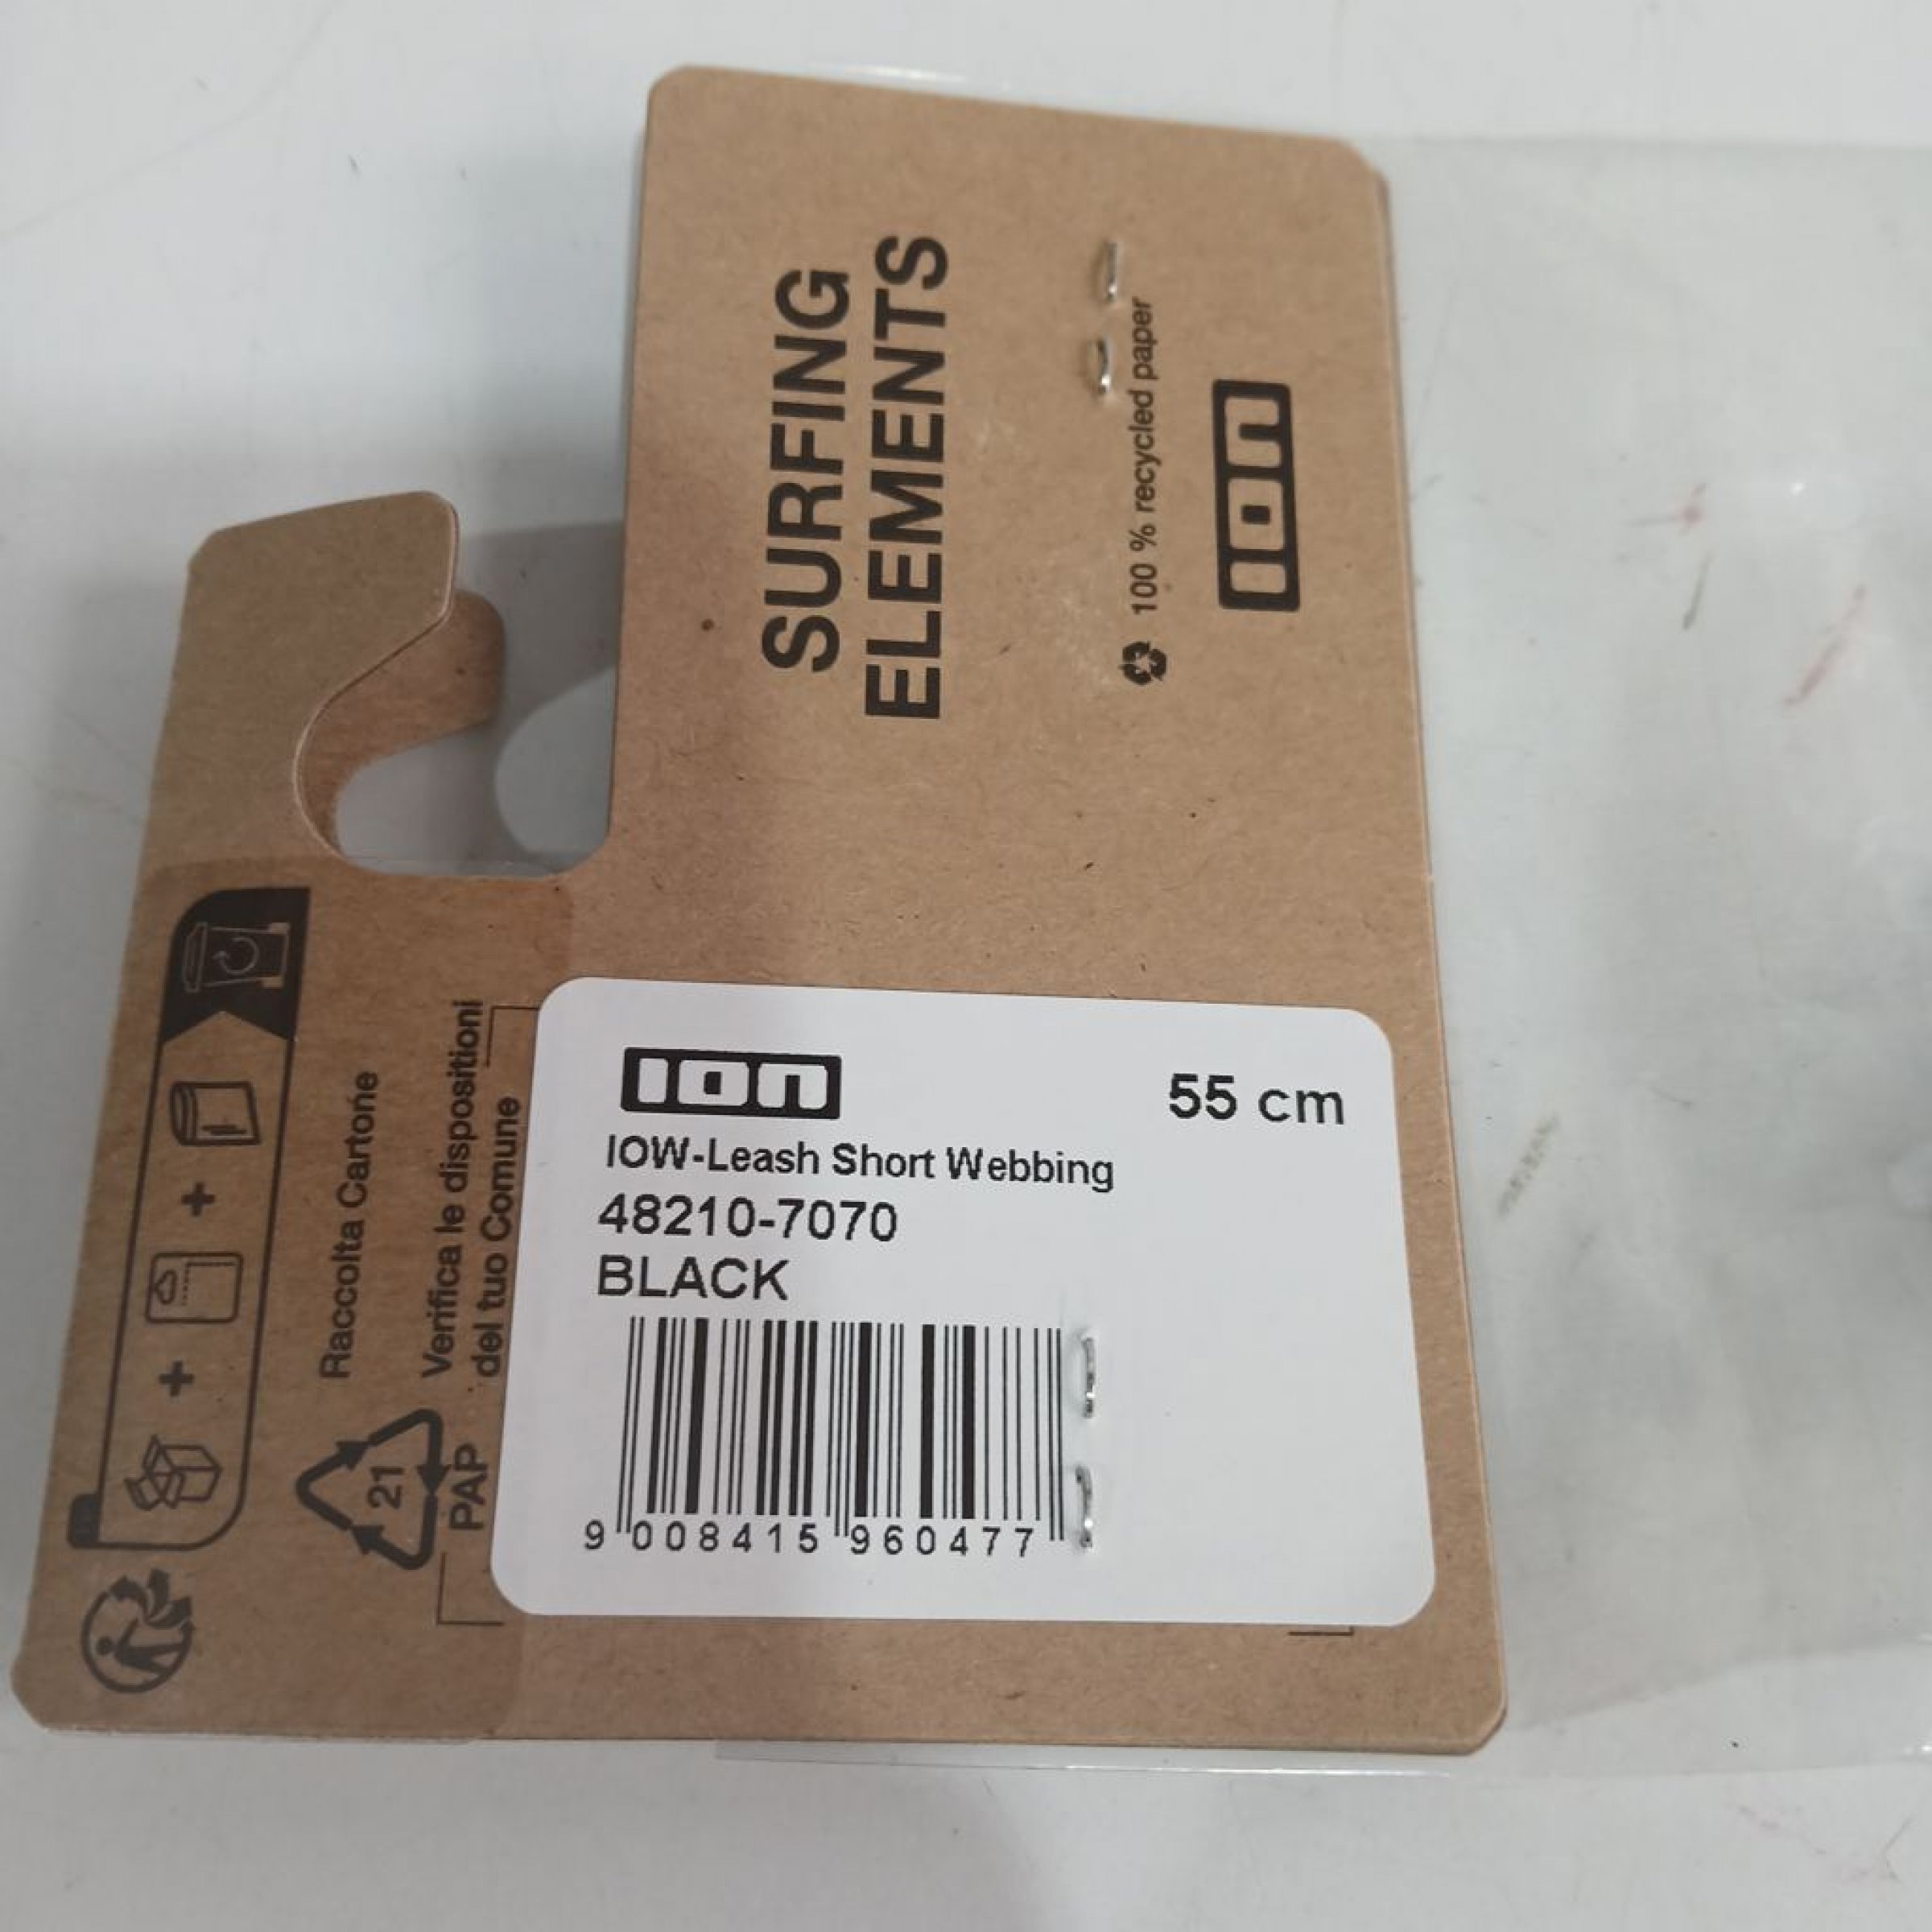 SURFING
ELEMENTS
100 % recycled paper
ion
Raccolta Cartone
Verifica le disposizioni
del tuo Comune
21
PAP
ion
55 cm
IOW-Leash Short Webbing
48210-7070
BLACK
9 008415 960477